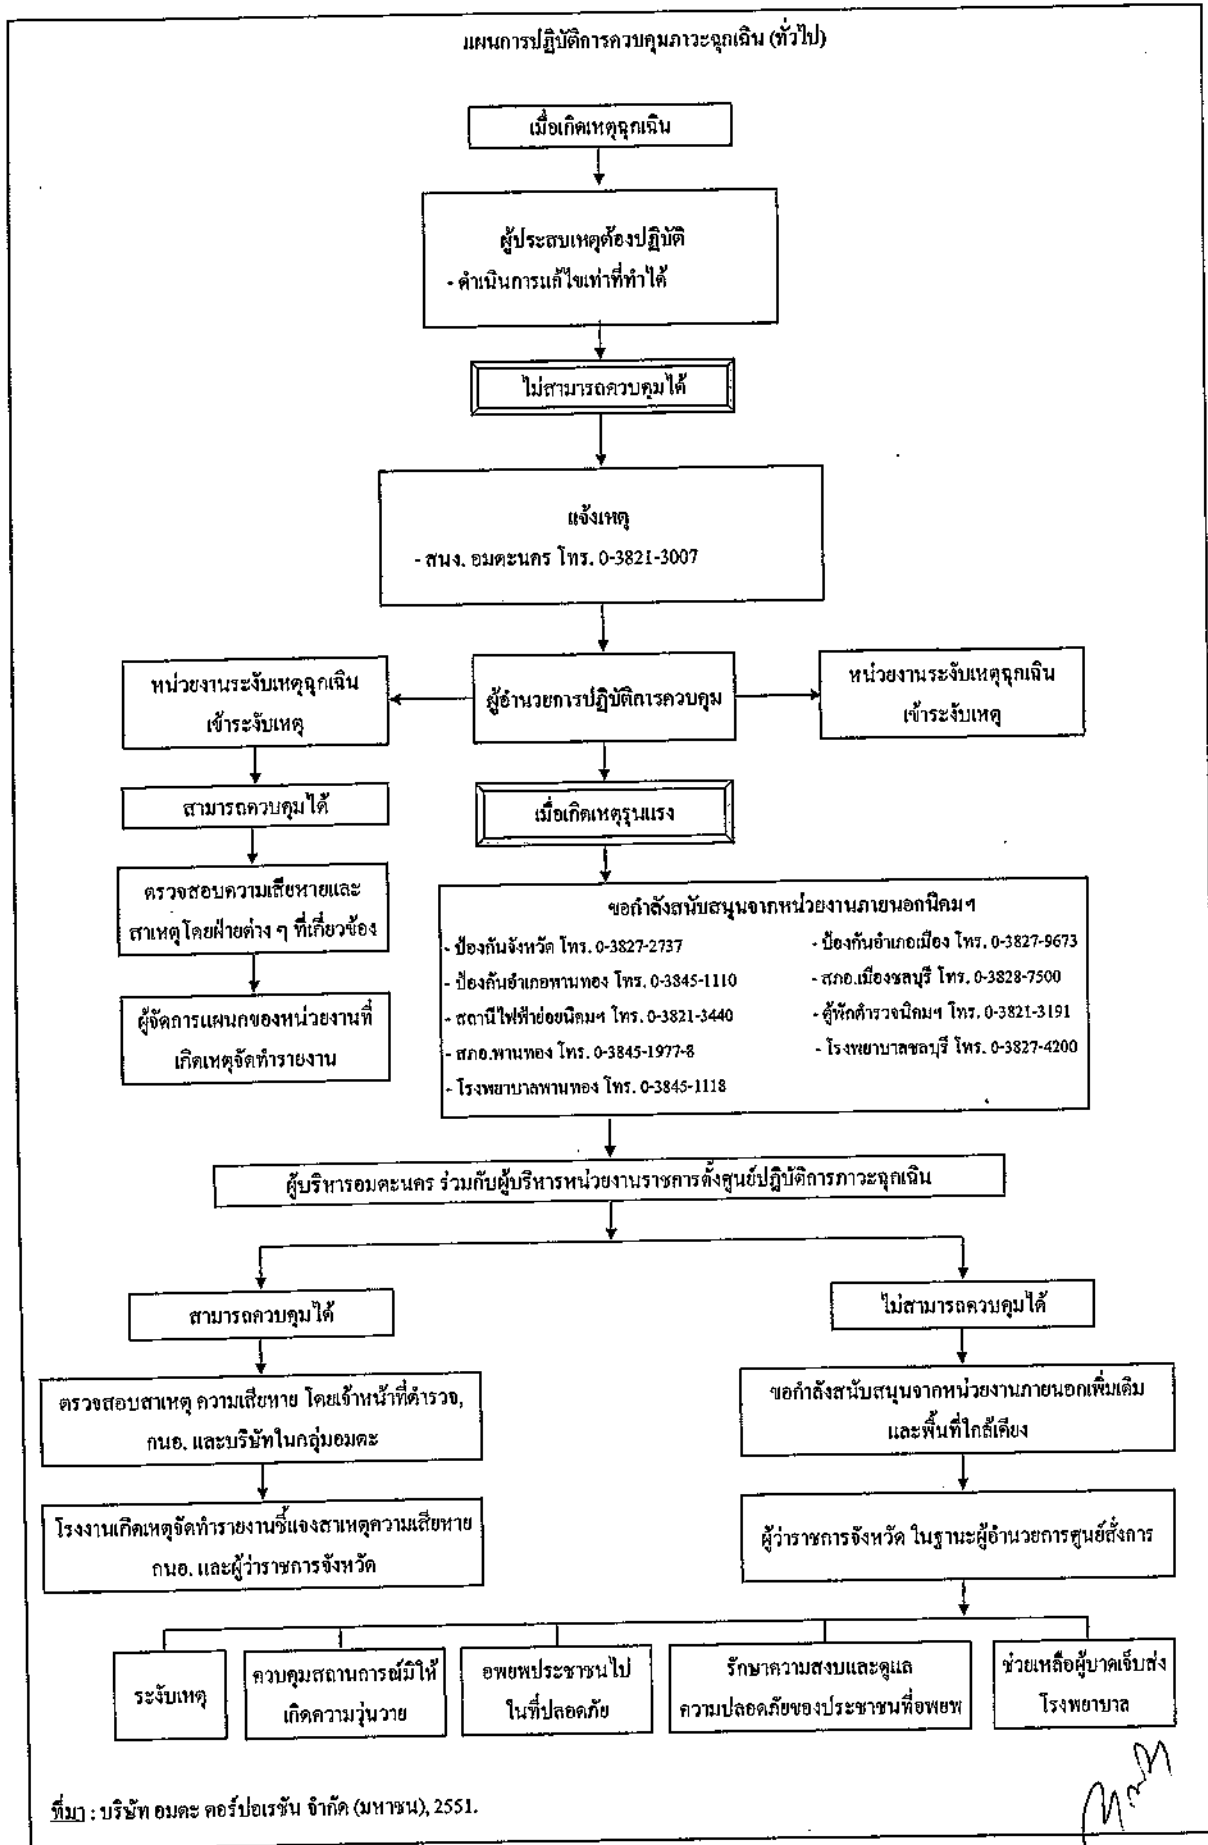 แผนการปฏิบัติการควบคุมภาวะฉุกเฉิน (ทั่วไป)
เมื่อเกิดเหตุฉุกเฉิน
ผู้ประสบเหตุต้องปฏิบัติ
- ดำเนินการแก้ไขเท่าที่ทำได้
ไม่สามารถควบคุมได้
แจ้งเหตุ
- สนง. อมตะนคร โทร. 0-3821-3007
หน่วยงานระงับเหตุฉุกเฉิน
เข้าระงับเหตุ
ผู้อำนวยการปฏิบัติการควบคุม
หน่วยงานระงับเหตุฉุกเฉิน
เข้าระงับเหตุ
สามารถควบคุมได้
เมื่อเกิดเหตุรุนแรง
ตรวจสอบความเสียหายและ
สาเหตุโดยฝ่ายต่าง ๆ ที่เกี่ยวข้อง
ผู้จัดการแผนกของหน่วยงานที่
เกิดเหตุจัดทำรายงาน
ขอกำลังสนับสนุนจากหน่วยงานภายนอกนิคมฯ
- ป้องกันจังหวัด โทร. 0-3827-2737
- ป้องกันอำเภอพานทอง โทร. 0-3845-1110
- สถานีไฟฟ้าย่อยนิคมฯ โทร. 0-3821-3440
- สภอ.พานทอง โทร. 0-3845-1977-8
- โรงพยาบาลพานทอง โทร. 0-3845-1118
- ป้องกันอำเภอเมือง โทร. 0-3827-9673
- สภอ.เมืองชลบุรี โทร. 0-3828-7500
- ตู้พักตำรวจนิคมฯ โทร. 0-3821-3191
- โรงพยาบาลชลบุรี โทร. 0-3827-4200
ผู้บริหารอมตะนคร ร่วมกับผู้บริหารหน่วยงานราชการตั้งศูนย์ปฏิบัติการภาวะฉุกเฉิน
สามารถควบคุมได้
ไม่สามารถควบคุมได้
ตรวจสอบสาเหตุ ความเสียหาย โดยเจ้าหน้าที่ตำรวจ,
กนอ. และบริษัทในกลุ่มอมตะ
ขอกำลังสนับสนุนจากหน่วยงานภายนอกเพิ่มเติม
และพื้นที่ใกล้เคียง
โรงงานเกิดเหตุจัดทำรายงานชี้แจงสาเหตุความเสียหาย
กนอ. และผู้ว่าราชการจังหวัด
ผู้ว่าราชการจังหวัด ในฐานะผู้อำนวยการศูนย์สั่งการ
ระงับเหตุ
ควบคุมสถานการณ์มิให้
เกิดความวุ่นวาย
อพยพประชาชนไป
ในที่ปลอดภัย
รักษาความสงบและดูแล
ความปลอดภัยของประชาชนที่อพยพ
ช่วยเหลือผู้บาดเจ็บส่ง
โรงพยาบาล
ที่มา : บริษัท อมตะ คอร์ปอเรชัน จำกัด (มหาชน), 2551.